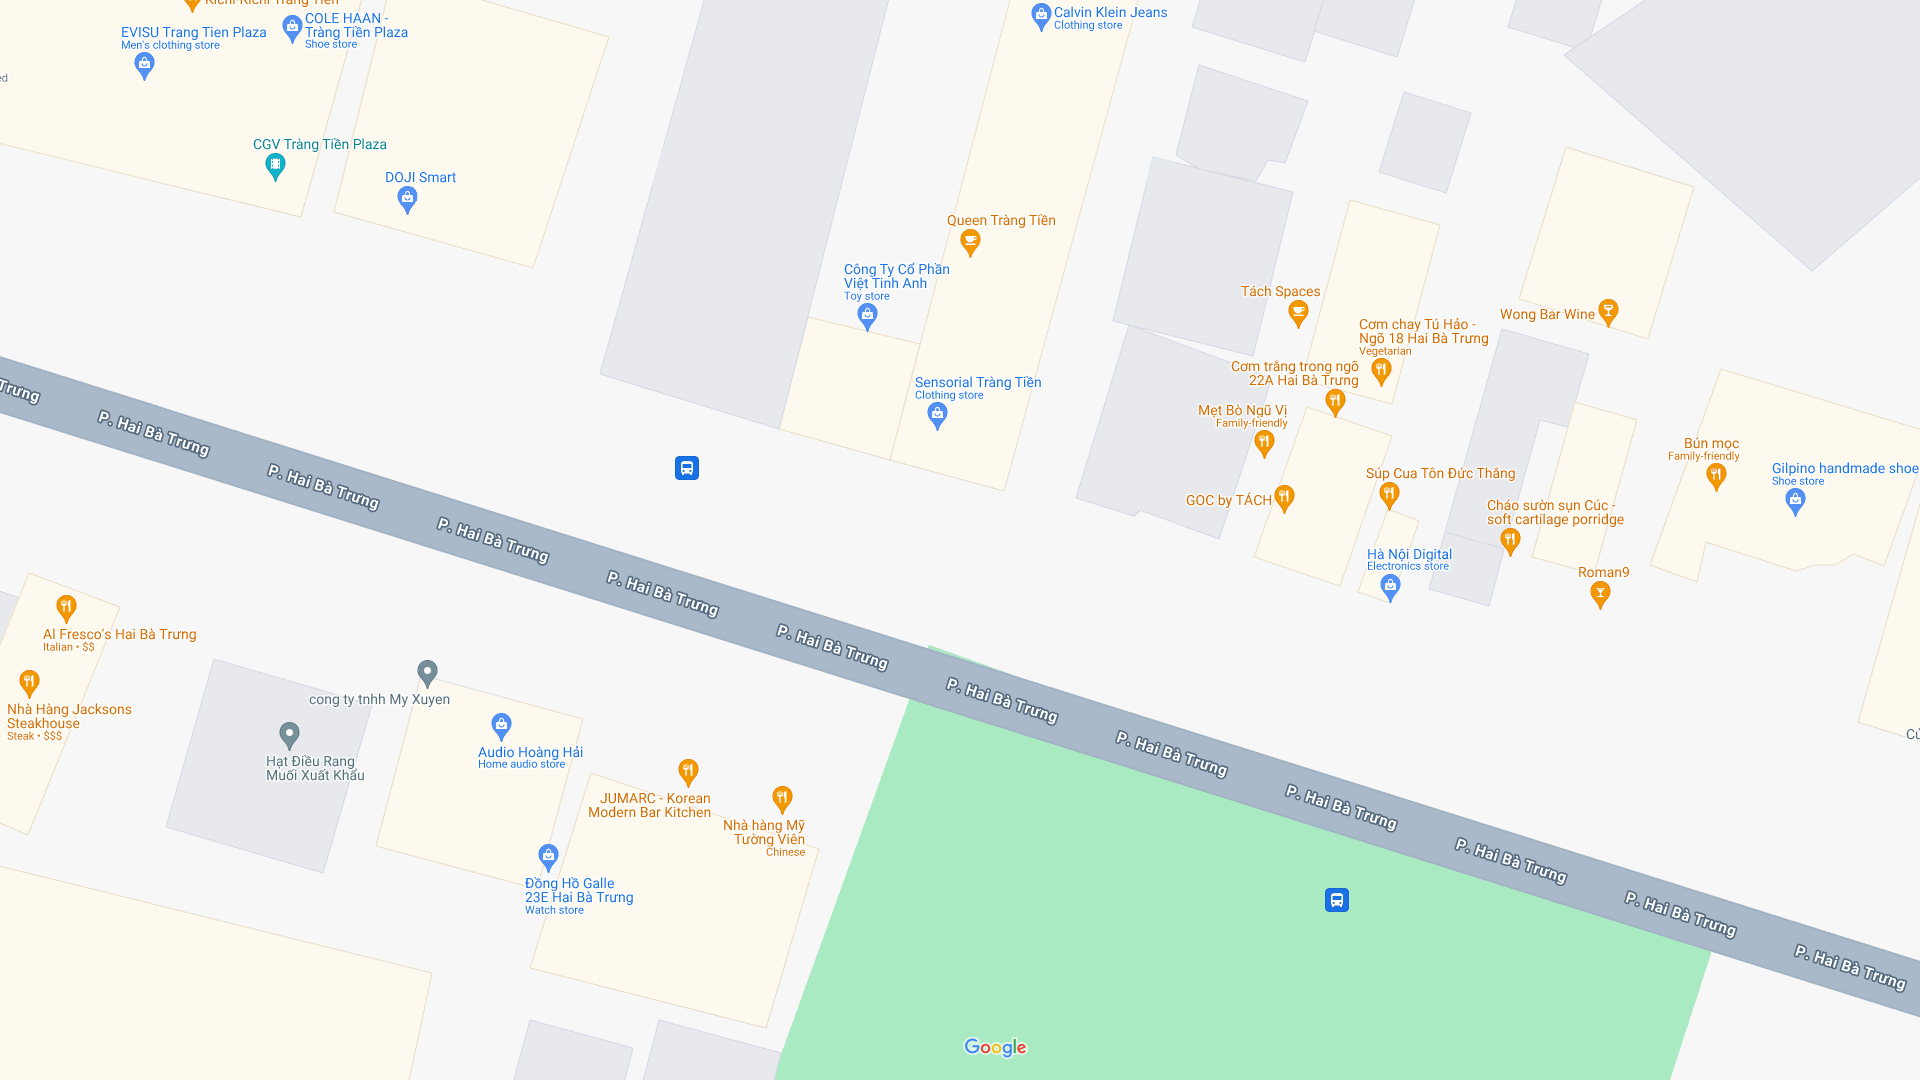 Kichi-Kichi Tràng Tiền
COLE HAAN -
Tràng Tiền Plaza
Shoe store
EVISU Trang Tien Plaza
Men's clothing store
Calvin Klein Jeans
Clothing store
ed
CGV Tràng Tiền Plaza
DOJI Smart
Queen Tràng Tiền
Công Ty Cổ Phần
Việt Tinh Anh
Toy store
Tách Spaces
Wong Bar Wine
Cơm chay Tú Hảo -
Ngõ 18 Hai Bà Trưng
Vegetarian
Cơm trắng trong ngõ
22A Hai Bà Trưng
Sensorial Tràng Tiền
Clothing store
Mẹt Bò Ngũ Vị
Family-friendly
Bún mọc
Family-friendly
Gilpino handmade shoe
Shoe store
Súp Cua Tôn Đức Thắng
GOC by TÁCH
Cháo sườn sụn Cúc -
soft cartilage porridge
Hà Nội Digital
Electronics store
Roman9
Trưng
P. Hai Bà Trưng
P. Hai Bà Trưng
P. Hai Bà Trưng
P. Hai Bà Trưng
P. Hai Bà Trưng
P. Hai Bà Trưng
P. Hai Bà Trưng
P. Hai Bà Trưng
P. Hai Bà Trưng
P. Hai Bà Trưng
P. Hai Bà Trưng
Al Fresco's Hai Bà Trưng
Italian • $$
Nhà Hàng Jacksons
Steakhouse
Steak • $$$
cong ty tnhh My Xuyen
Hạt Điều Rang
Muối Xuất Khẩu
Audio Hoàng Hải
Home audio store
JUMARC - Korean
Modern Bar Kitchen
Nhà hàng Mỹ
Tường Viên
Chinese
Đồng Hồ Galle
23E Hai Bà Trưng
Watch store
Google